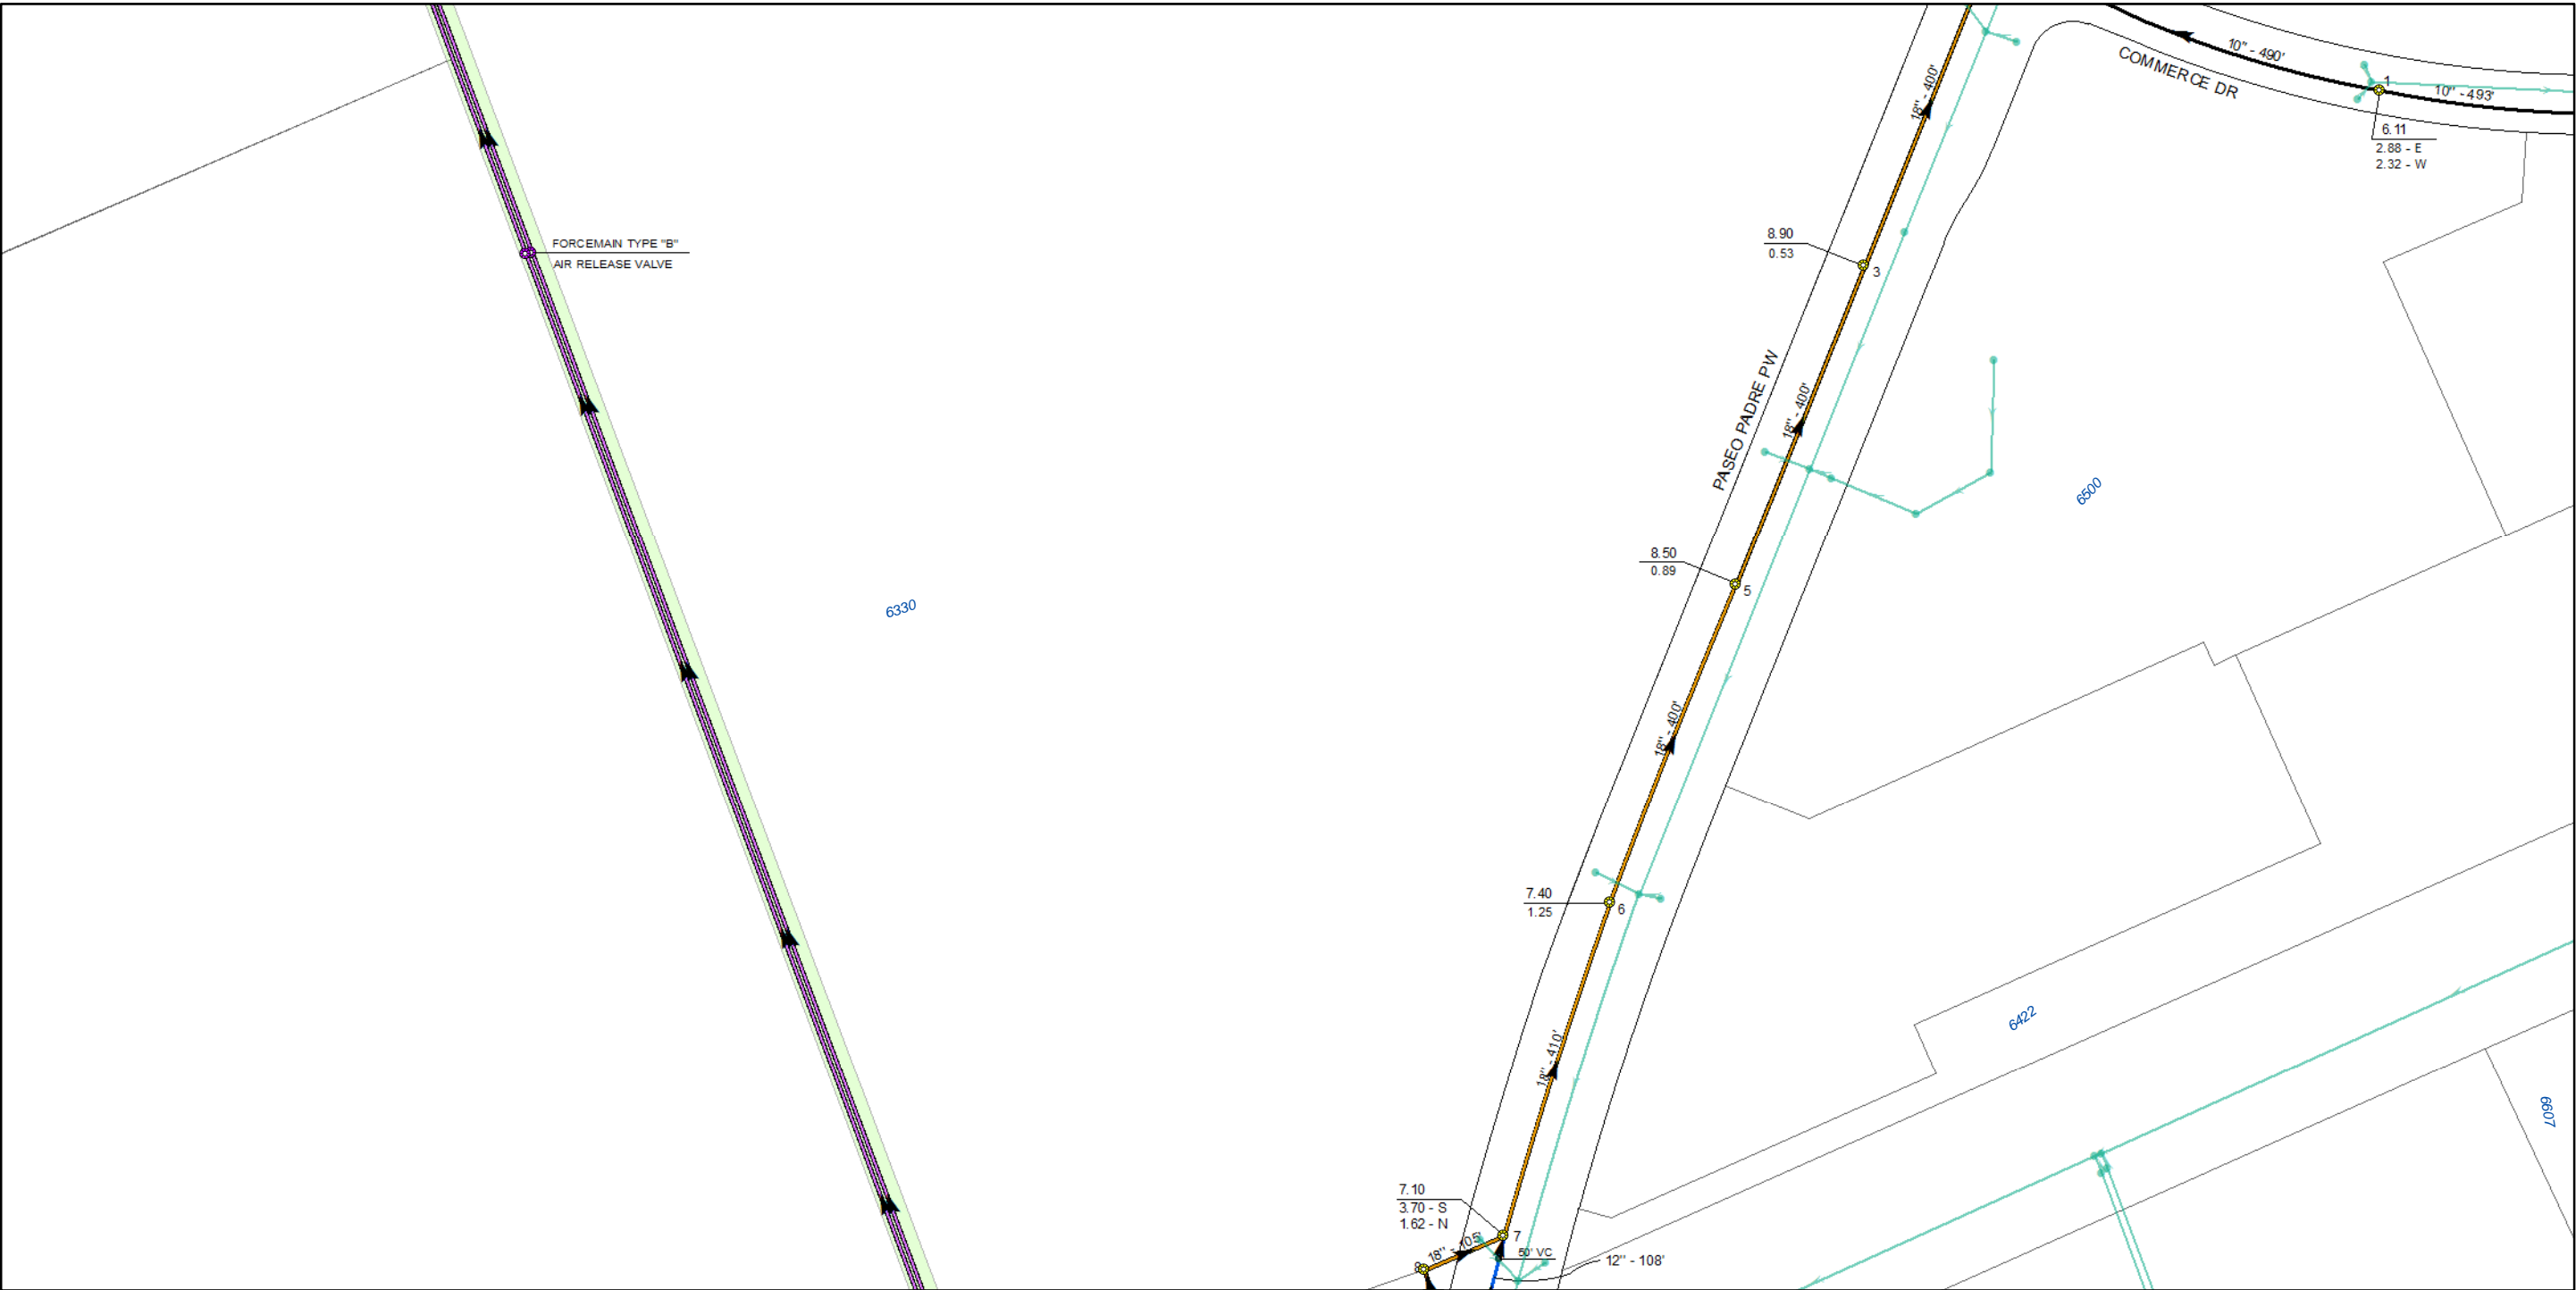 10" - 490'
COMMERCE DR
1
10" - 493'
6.11
2.88 - E
2.32 - W
18" - 400'
8.90
0.53
3
FORCEMAIN TYPE "B"
AIR RELEASE VALVE
PASEO PADRE PW
18" - 400'
6500
8.50
0.89
5
6330
18" - 400'
7.40
1.25
6
6422
18" - 410'
6607
7.10
3.70 - S
1.62 - N
7
18" - 105'
50' VC
12" - 108'
8